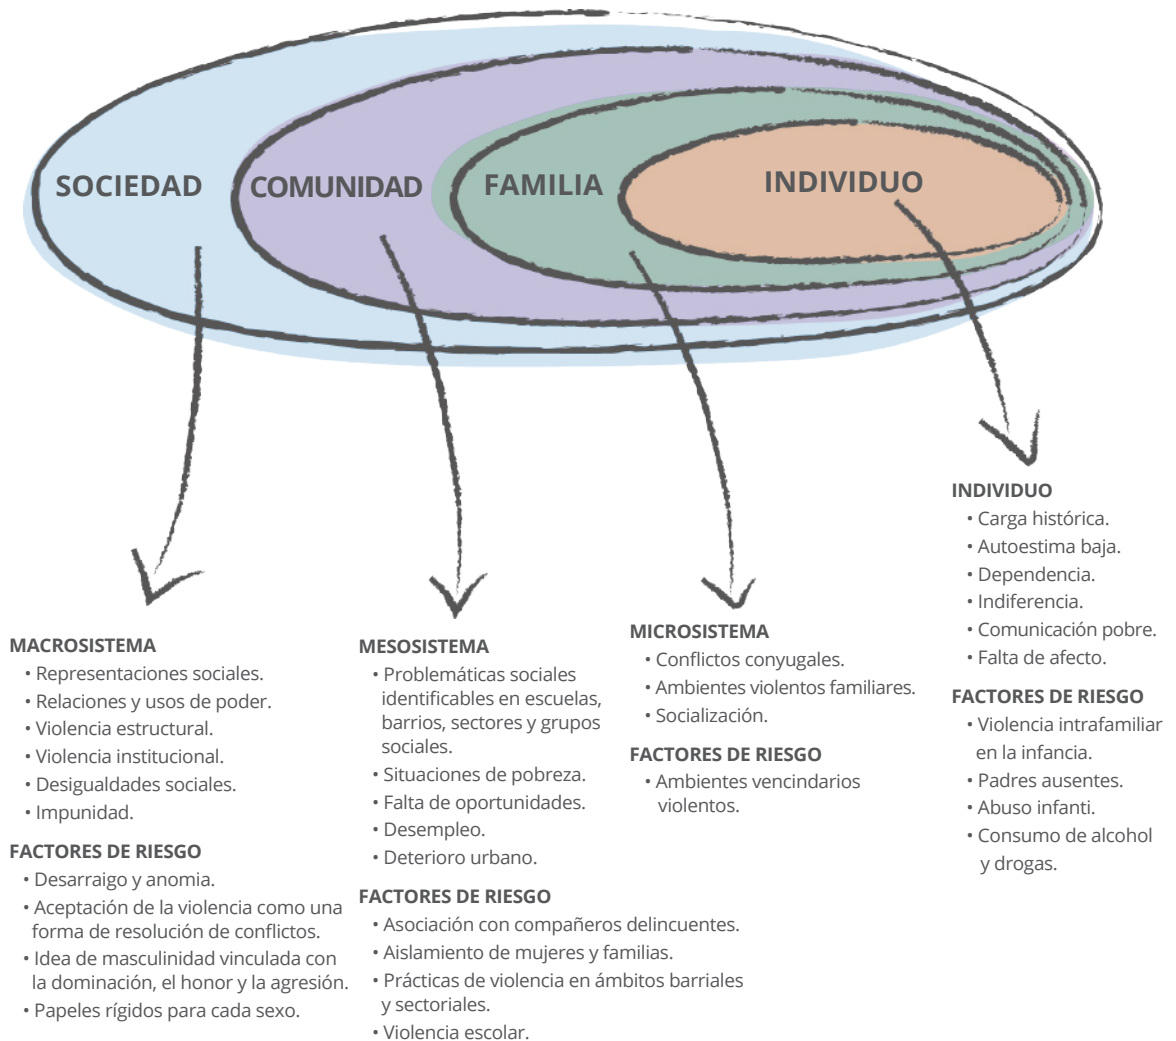 SOCIEDAD
COMUNIDAD
FAMILIA
INDIVIDUO
MACROSISTEMA
• Representaciones sociales.
• Relaciones y usos de poder.
• Violencia estructural.
• Violencia institucional.
• Desigualdades sociales.
• Impunidad.
FACTORES DE RIESGO
• Desarraigo y anomia.
• Aceptación de la violencia como una
forma de resolución de conflictos.
• Idea de masculinidad vinculada con
la dominación, el honor y la agresión.
• Papeles rígidos para cada sexo.
MESOSISTEMA
• Problemáticas sociales
identificables en escuelas,
barrios, sectores y grupos
sociales.
• Situaciones de pobreza.
• Falta de oportunidades.
• Desempleo.
• Deterioro urbano.
FACTORES DE RIESGO
• Asociación con compañeros delincuentes.
• Aislamiento de mujeres y familias.
• Prácticas de violencia en ámbitos barriales
y sectoriales.
• Violencia escolar.
MICROSISTEMA
• Conflictos conyugales.
• Ambientes violentos familiares.
• Socialización.
FACTORES DE RIESGO
• Ambientes vencindarios
violentos.
INDIVIDUO
• Carga histórica.
• Autoestima baja.
• Dependencia.
• Indiferencia.
• Comunicación pobre.
• Falta de afecto.
FACTORES DE RIESGO
• Violencia intrafamiliar
en la infancia.
• Padres ausentes.
• Abuso infanti.
• Consumo de alcohol
y drogas.